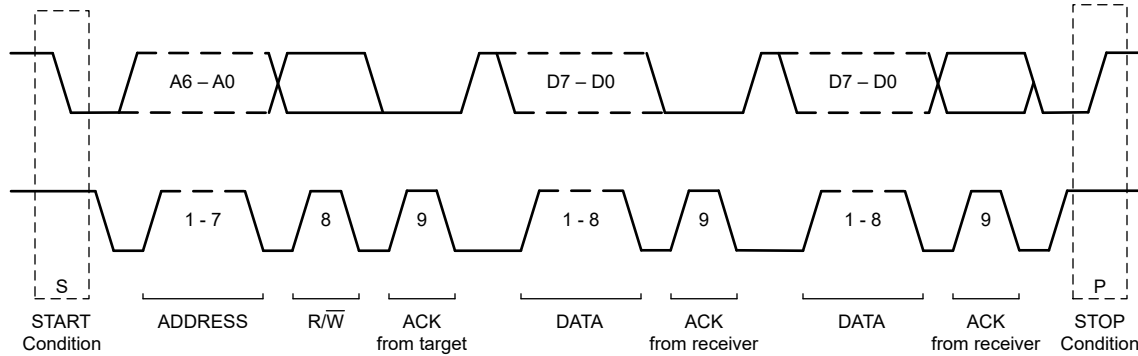 A6 – A0
D7 – D0
D7 – D0
1 - 7
8
9
1 - 8
9
1 - 8
9
S
P
START
Condition
ADDRESS
R/W̅
ACK
from target
DATA
ACK
from receiver
DATA
ACK
from receiver
STOP
Condition